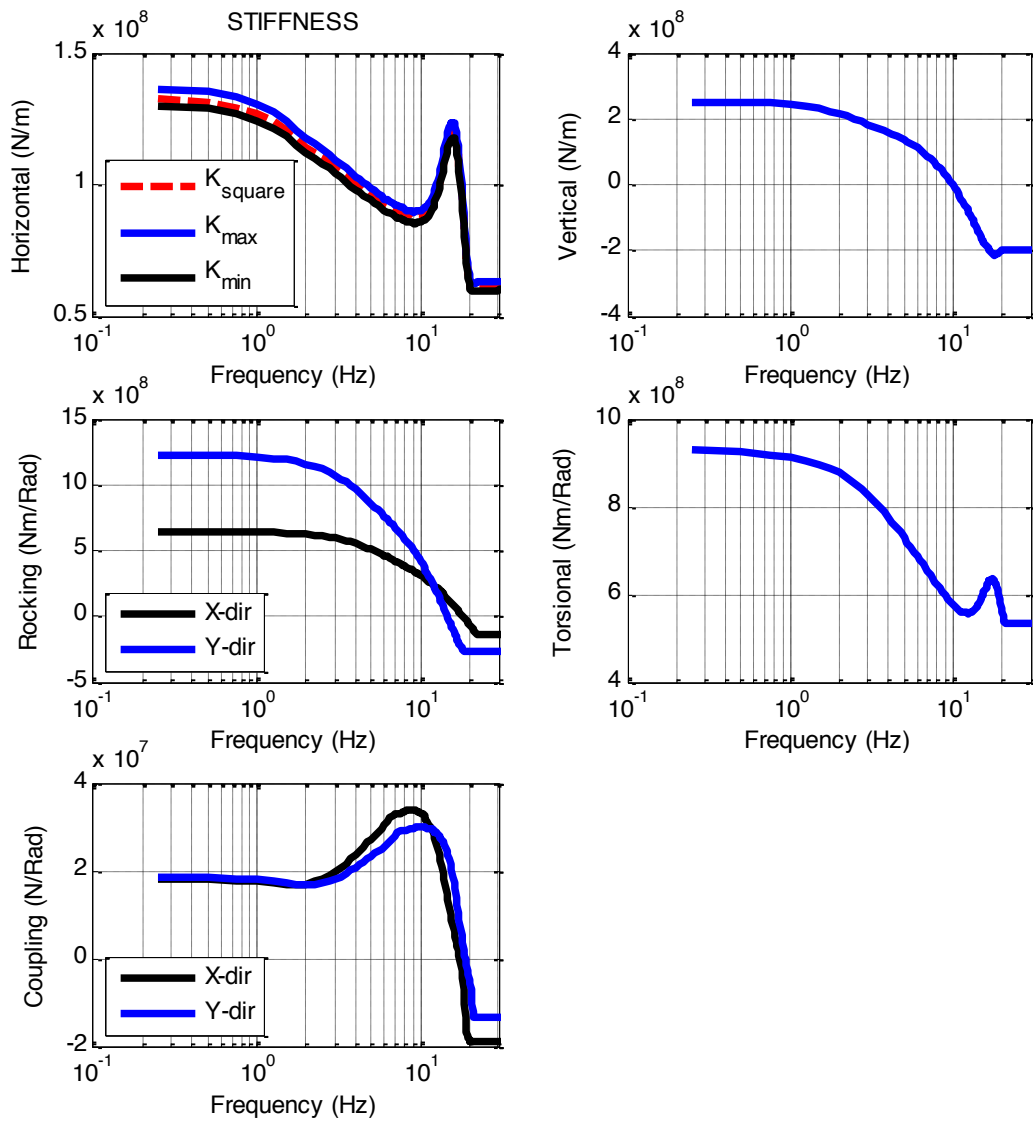 STIFFNESS
x 10^8
1.5
1
0.5
Horizontal (N/m)
K_square
K_max
K_min
10^-1
10^0
10^1
Frequency (Hz)
x 10^8
4
2
0
-2
-4
Vertical (N/m)
10^-1
10^0
10^1
Frequency (Hz)
x 10^8
15
10
5
0
-5
Rocking (Nm/Rad)
X-dir
Y-dir
10^-1
10^0
10^1
Frequency (Hz)
x 10^8
10
8
6
4
Torsional (Nm/Rad)
10^-1
10^0
10^1
Frequency (Hz)
x 10^7
4
2
0
-2
Coupling (N/Rad)
X-dir
Y-dir
10^-1
10^0
10^1
Frequency (Hz)